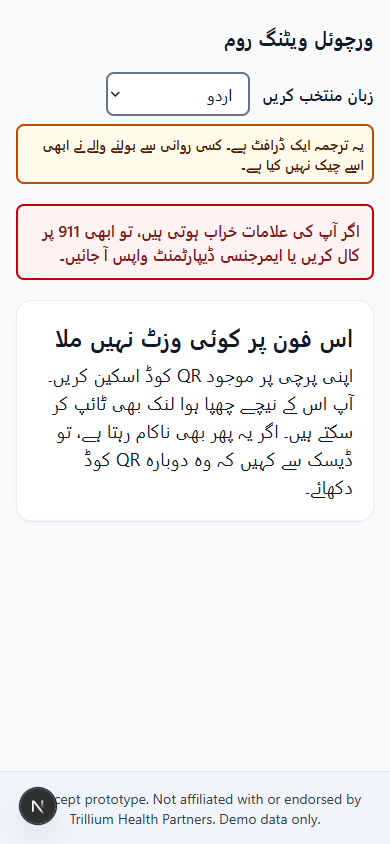 ورچوئل ویٹنگ روم
زبان منتخب کریں
اردو
یہ ترجمہ ایک ڈرافٹ ہے۔ کسی روانی سے بولنے والے نے ابھی
اسے چیک نہیں کیا ہے۔
اگر آپ کی علامات خراب ہوتی ہیں، تو ابھی 911 پر
کال کریں یا ایمرجنسی ڈیپارٹمنٹ واپس آ جائیں۔
اس فون پر کوئی وزٹ نہیں ملا
اپنی پرچی پر موجود QR کوڈ اسکین کریں۔
آپ اس کے نیچے چھپا ہوا لنک بھی ٹائپ کر
سکتے ہیں۔ اگر یہ پھر بھی ناکام رہتا ہے، تو
ڈیسک سے کہیں کہ وہ دوبارہ QR کوڈ
دکھائے۔
N
cept prototype. Not affiliated with or endorsed by
Trillium Health Partners. Demo data only.